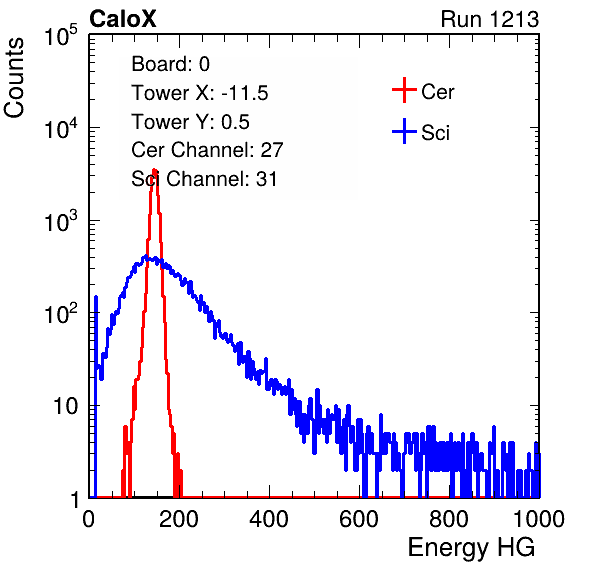 CaloX Run 1213
10^5
Counts
Board: 0
Tower X: -11.5
Tower Y: 0.5
Cer Channel: 27
Sci Channel: 31
Cer
Sci
10^4
10^3
10^2
10
1
0 200 400 600 800 1000
Energy HG